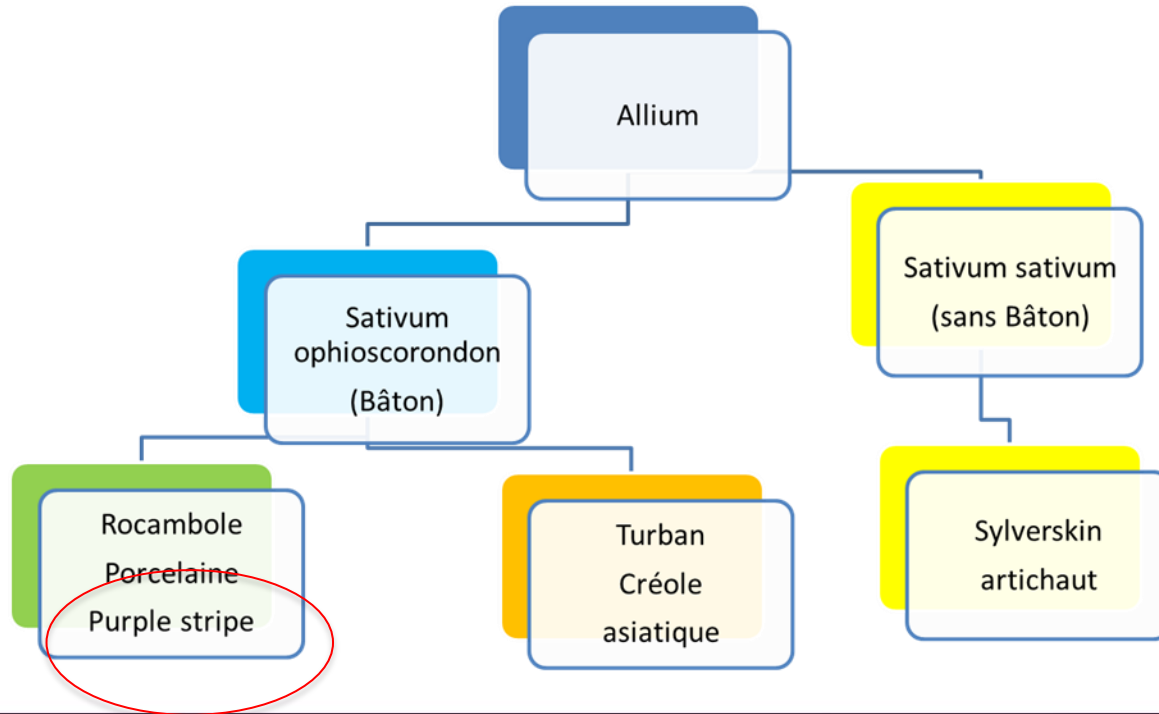 Allium
Sativum sativum
(sans Bâton)
Sativum
ophioscorondon
(Bâton)
Rocambole
Porcelaine
Purple stripe
Turban
Créole
asiatique
Sylverskin
artichaut